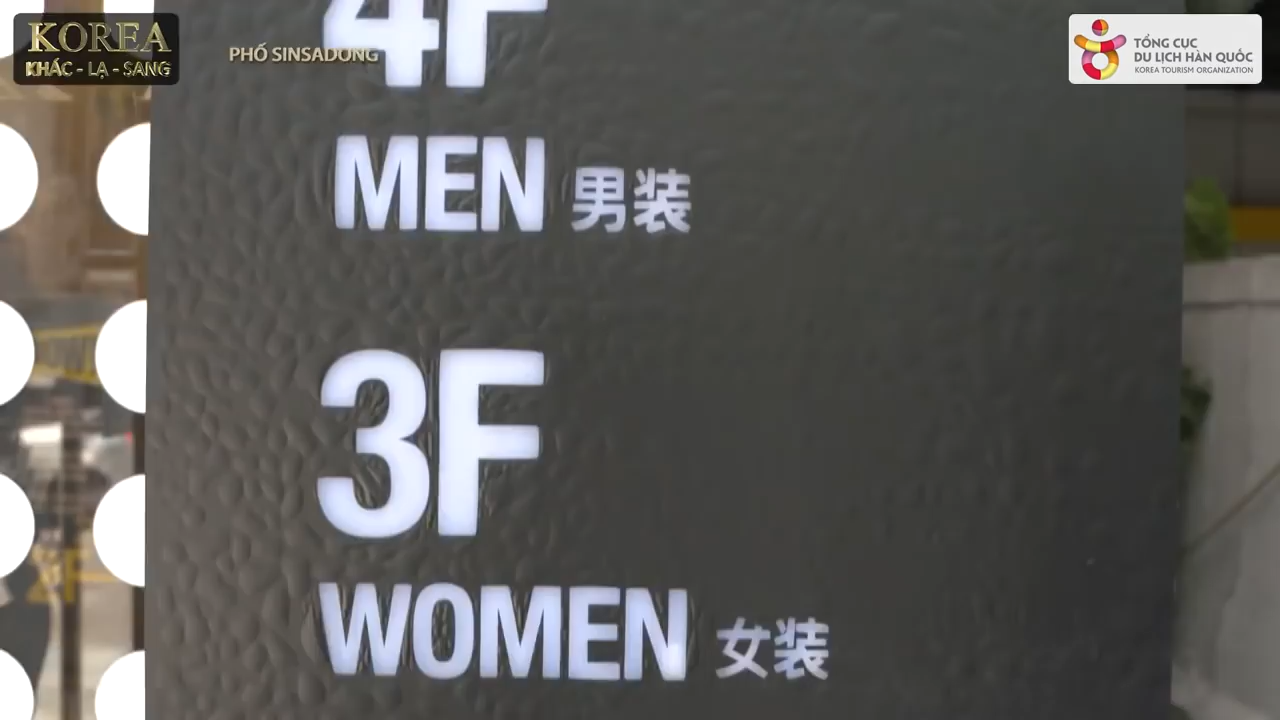 KOREA
KHÁC - LẠ - SANG
PHỐ SINSADONG
TỔNG CỤC
DU LỊCH HÀN QUỐC
KOREA TOURISM ORGANIZATION
4F
MEN 男装
3F
WOMEN 女装